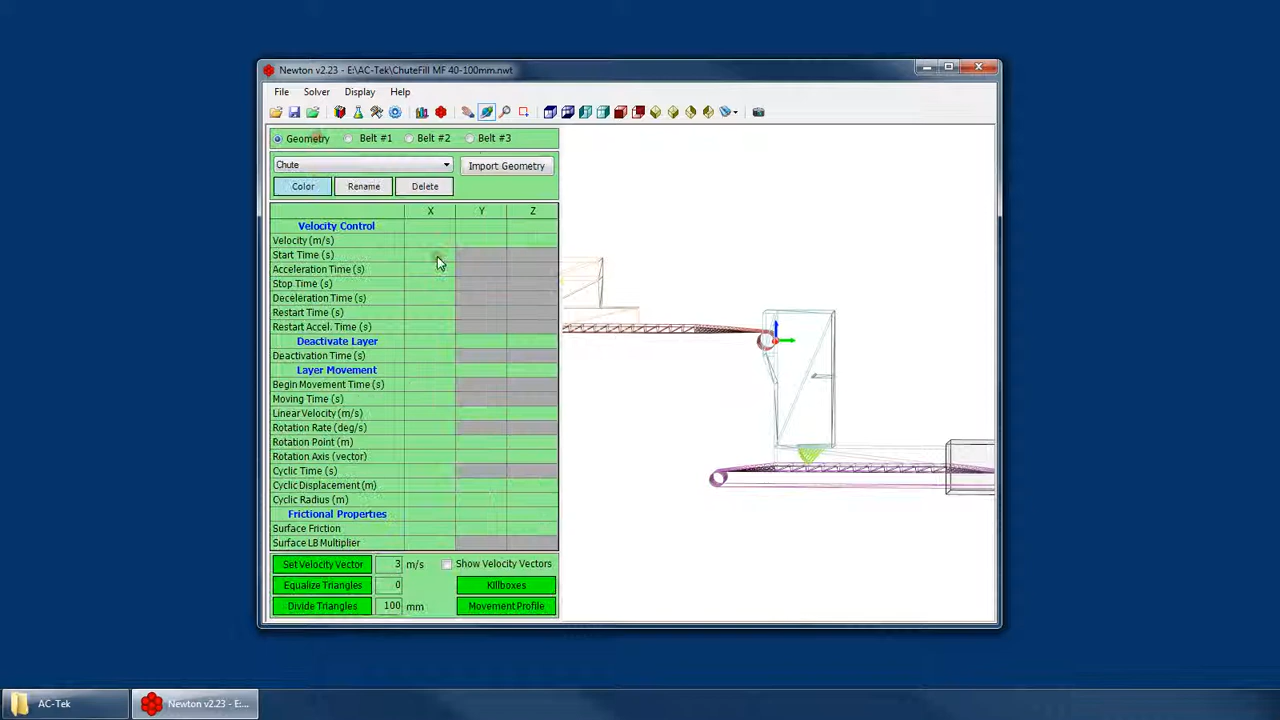 Newton v2.23 - E:\AC-Tek\ChuteFill MF 40-100mm.nwt
File Solver Display Help
Geometry Belt #1 Belt #2 Belt #3
Chute Import Geometry
Color Rename Delete
X Y Z
Velocity Control
Velocity (m/s)
Start Time (s)
Acceleration Time (s)
Stop Time (s)
Deceleration Time (s)
Restart Time (s)
Restart Accel. Time (s)
Deactivate Layer
Deactivation Time (s)
Layer Movement
Begin Movement Time (s)
Moving Time (s)
Linear Velocity (m/s)
Rotation Rate (deg/s)
Rotation Point (m)
Rotation Axis (vector)
Cyclic Time (s)
Cyclic Displacement (m)
Cyclic Radius (m)
Frictional Properties
Surface Friction
Surface LB Multiplier
Set Velocity Vector 3 m/s Show Velocity Vectors
Equalize Triangles 0 Killboxes
Divide Triangles 100 mm Movement Profile
AC-Tek Newton v2.23 - E:...